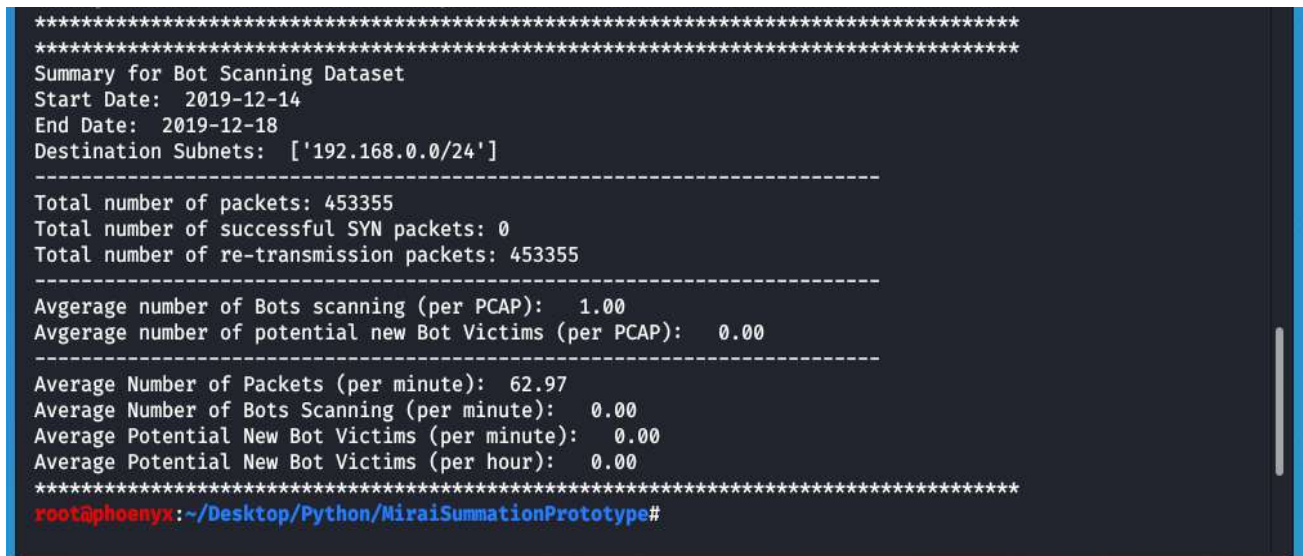 *************************************************************************************
*************************************************************************************
Summary for Bot Scanning Dataset
Start Date:  2019-12-14
End Date:  2019-12-18
Destination Subnets:  ['192.168.0.0/24']
-------------------------------------------------------------------------
Total number of packets: 453355
Total number of successful SYN packets: 0
Total number of re-transmission packets: 453355
-------------------------------------------------------------------------
Avgerage number of Bots scanning (per PCAP):   1.00
Avgerage number of potential new Bot Victims (per PCAP):   0.00
-------------------------------------------------------------------------
Average Number of Packets (per minute):  62.97
Average Number of Bots Scanning (per minute):   0.00
Average Potential New Bot Victims (per minute):   0.00
Average Potential New Bot Victims (per hour):   0.00
*************************************************************************************
root@phoenyx:~/Desktop/Python/MiraiSummationPrototype#